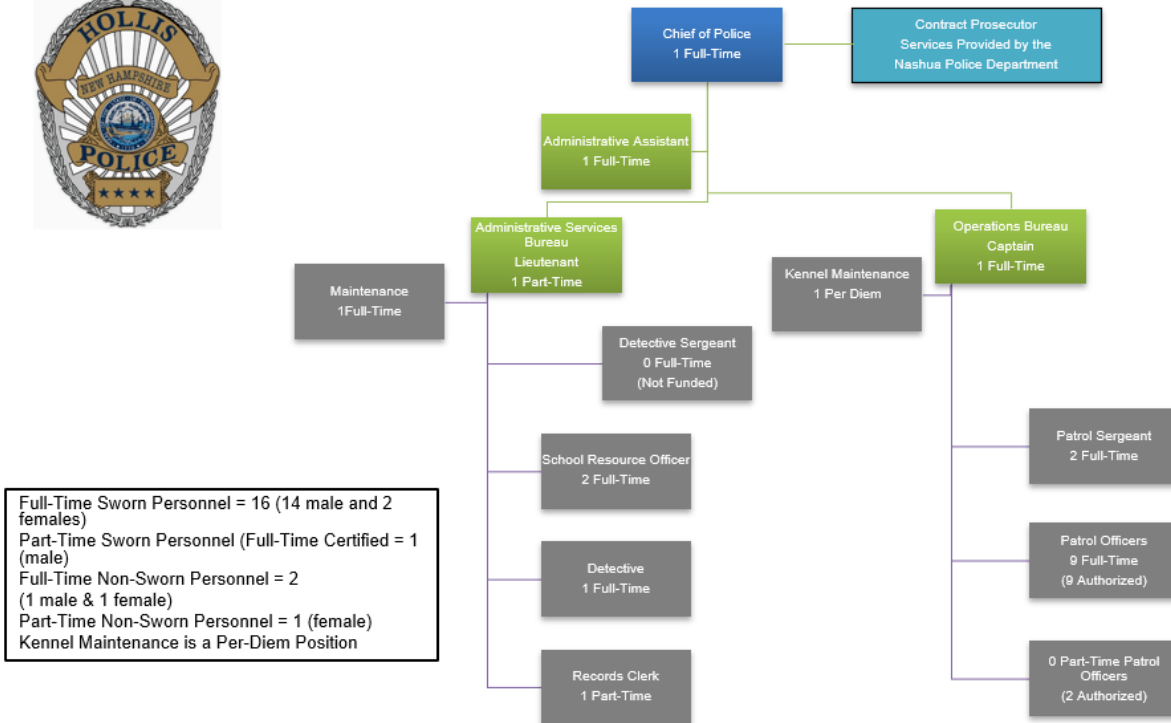 HOLLIS
NEW HAMPSHIRE
POLICE
Chief of Police
1 Full-Time
Contract Prosecutor
Services Provided by the
Nashua Police Department
Administrative Assistant
1 Full-Time
Administrative Services
Bureau
Lieutenant
1 Part-Time
Operations Bureau
Captain
1 Full-Time
Maintenance
1Full-Time
Kennel Maintenance
1 Per Diem
Detective Sergeant
0 Full-Time
(Not Funded)
School Resource Officer
2 Full-Time
Detective
1 Full-Time
Records Clerk
1 Part-Time
Patrol Sergeant
2 Full-Time
Patrol Officers
9 Full-Time
(9 Authorized)
0 Part-Time Patrol
Officers
(2 Authorized)
Full-Time Sworn Personnel = 16 (14 male and 2
females)
Part-Time Sworn Personnel (Full-Time Certified = 1
(male)
Full-Time Non-Sworn Personnel = 2
(1 male & 1 female)
Part-Time Non-Sworn Personnel = 1 (female)
Kennel Maintenance is a Per-Diem Position